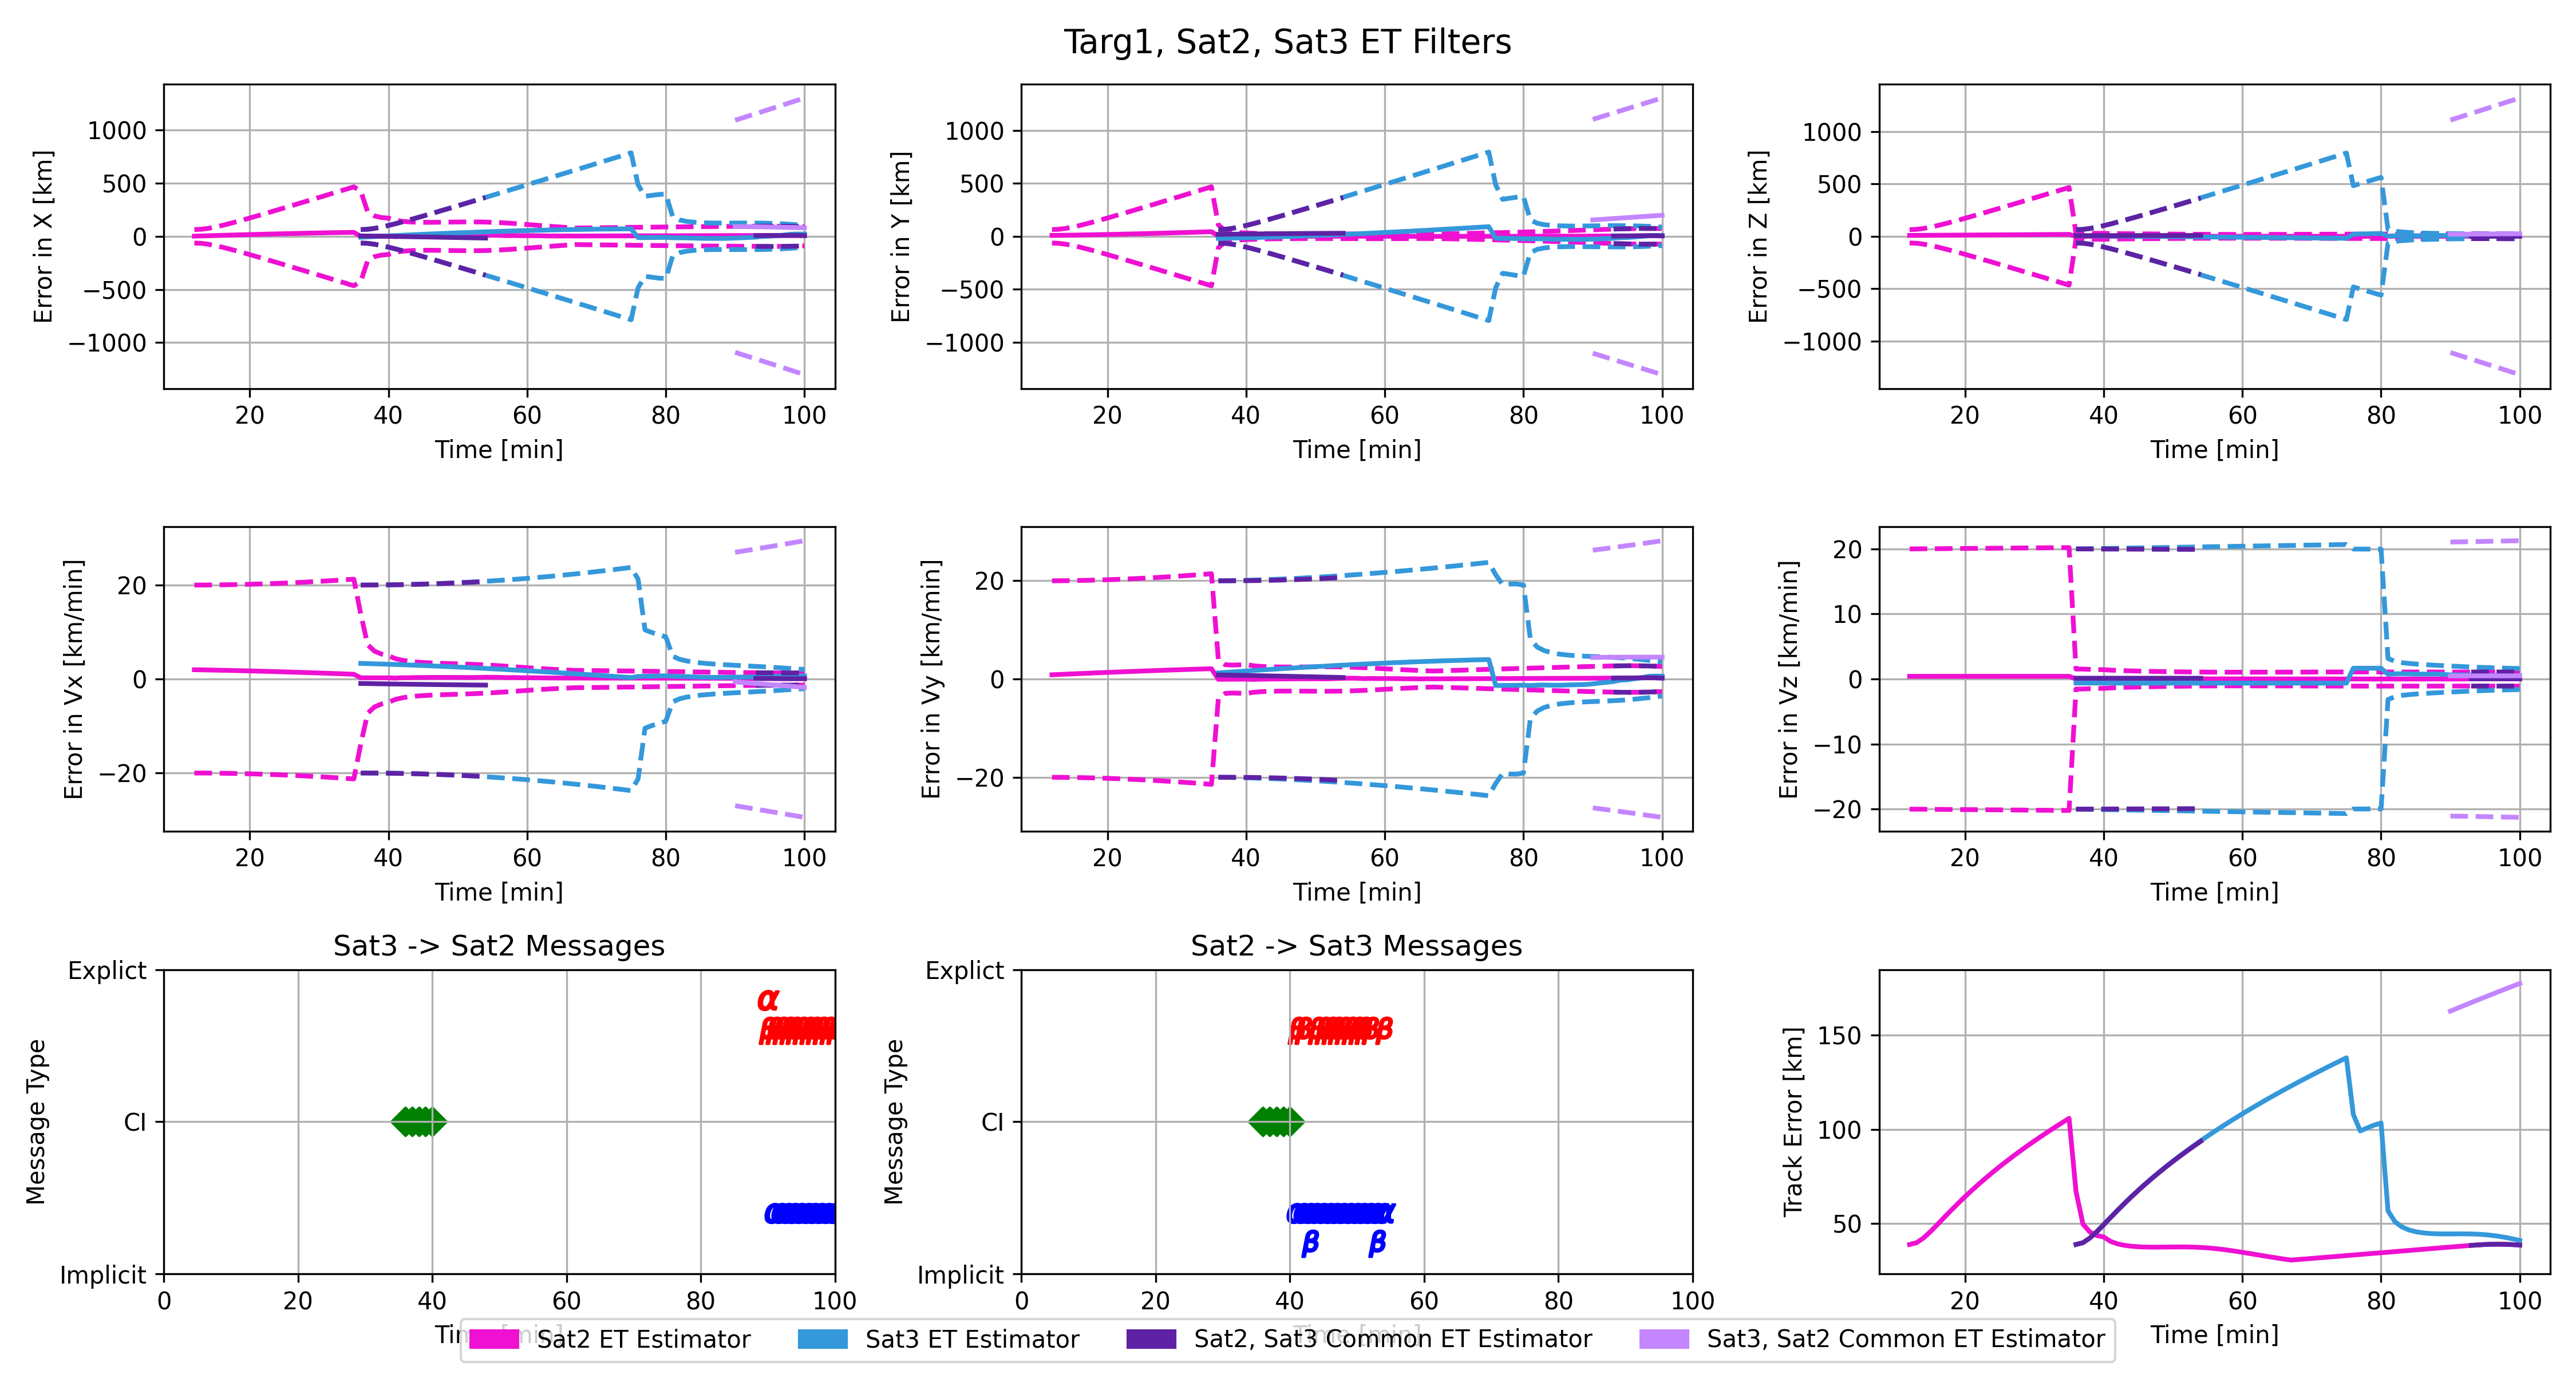 Targ1, Sat2, Sat3 ET Filters
Error in X [km]
1000
500
0
−500
−1000
20 40 60 80 100
Time [min]
Error in Y [km]
1000
500
0
−500
−1000
20 40 60 80 100
Time [min]
Error in Z [km]
1000
500
0
−500
−1000
20 40 60 80 100
Time [min]
Error in Vx [km/min]
20
0
−20
20 40 60 80 100
Time [min]
Error in Vy [km/min]
20
0
−20
20 40 60 80 100
Time [min]
Error in Vz [km/min]
20
10
0
−10
−20
20 40 60 80 100
Time [min]
Sat3 -> Sat2 Messages
Message Type
Explict
α
CI
Implicit
0 20 40 60 80 100
Time [min]
Sat2 -> Sat3 Messages
Message Type
Explict
β
CI
α
β β
Implicit
0 20 40 60 80 100
Time [min]
Track Error [km]
150
100
50
20 40 60 80 100
Time [min]
Sat2 ET Estimator Sat3 ET Estimator Sat2, Sat3 Common ET Estimator Sat3, Sat2 Common ET Estimator